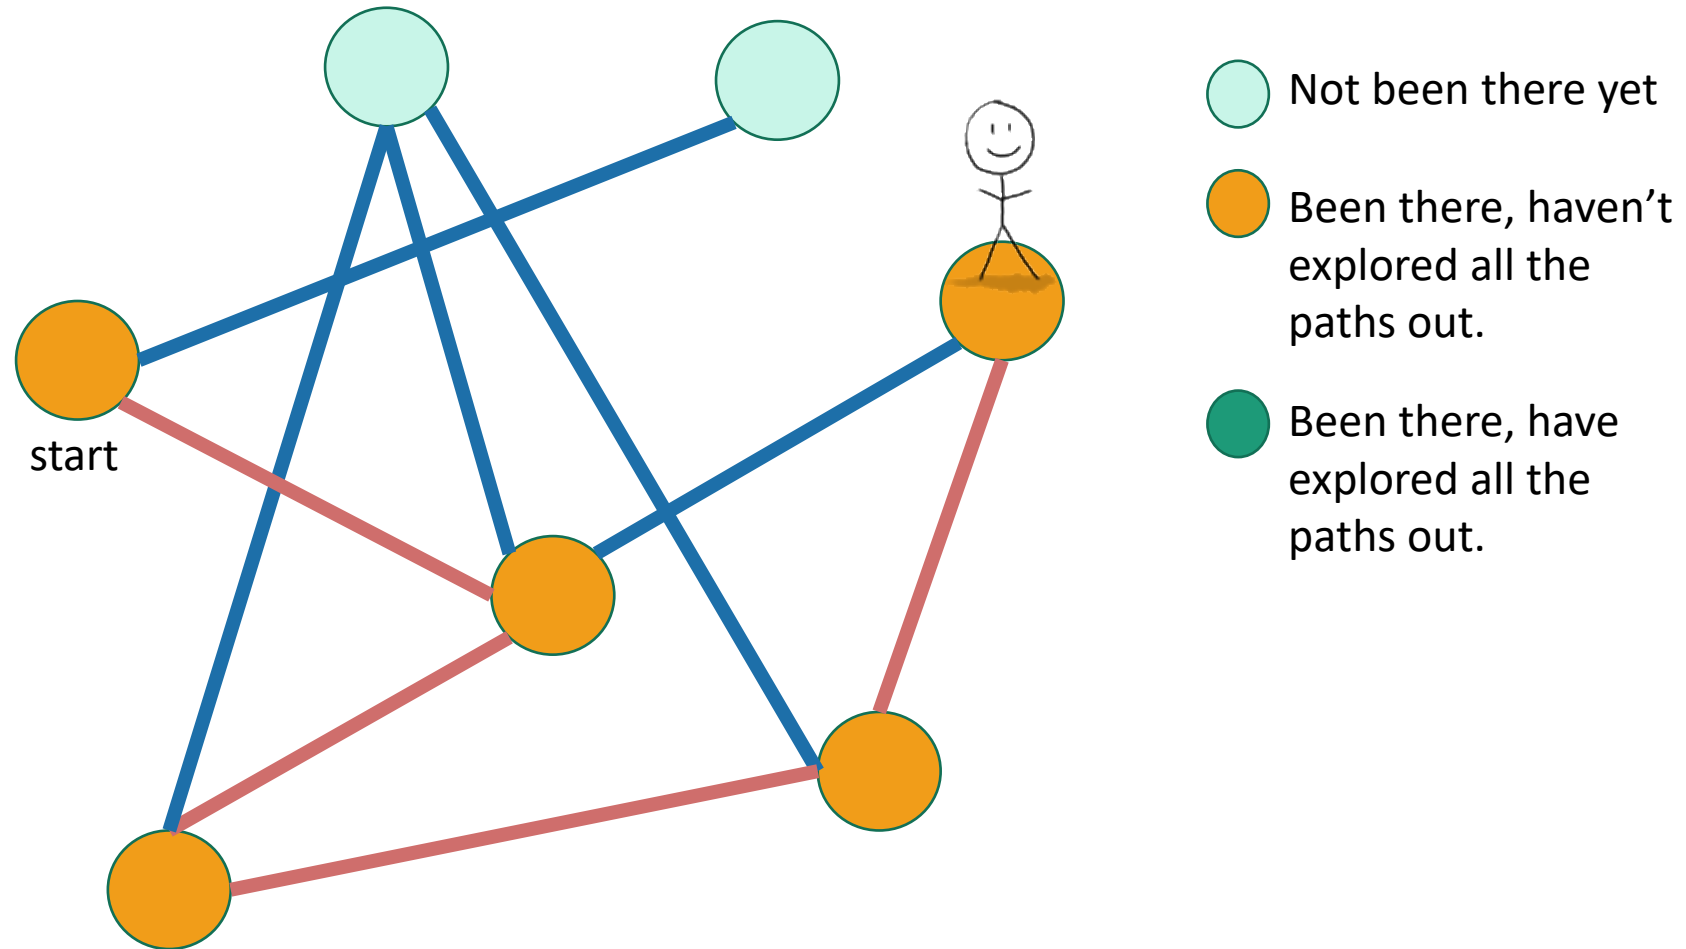 Not been there yet
Been there, haven’t
explored all the
paths out.
start
Been there, have
explored all the
paths out.